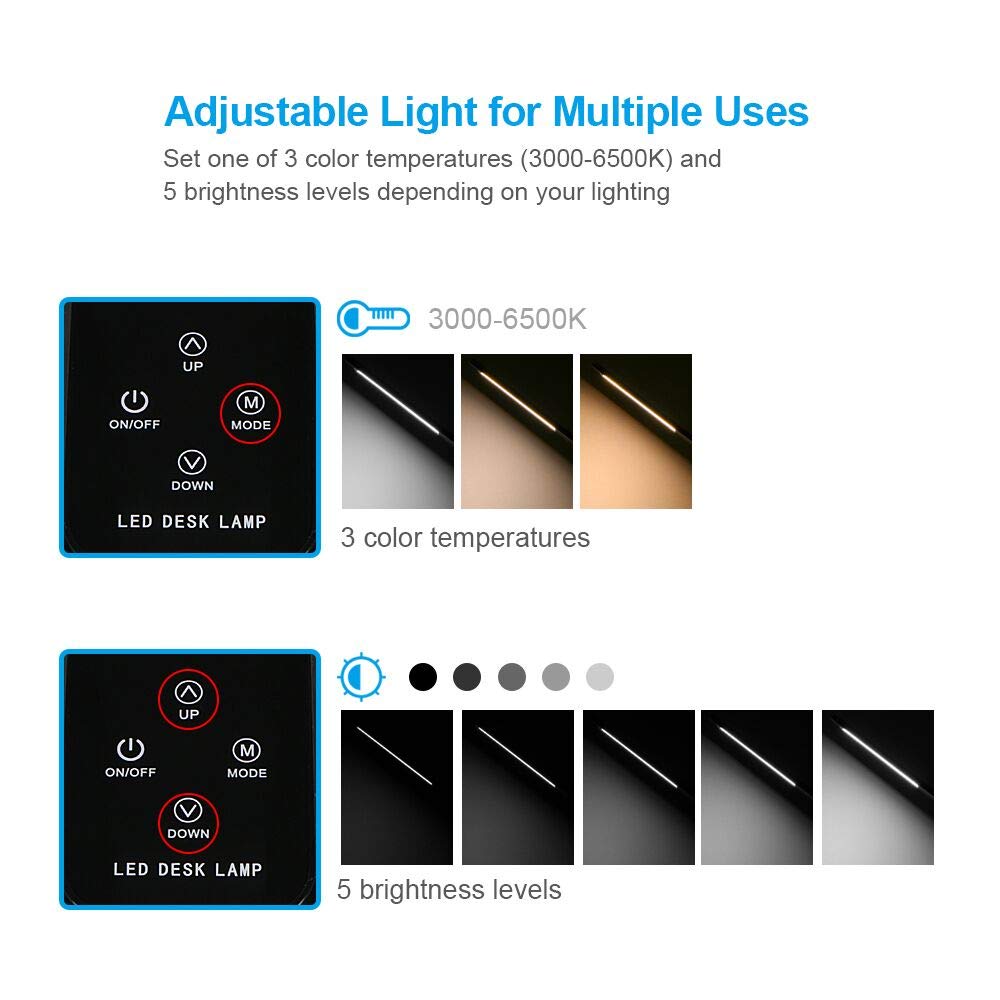 Adjustable Light for Multiple Uses
Set one of 3 color temperatures (3000-6500K) and
5 brightness levels depending on your lighting
3000-6500K
UP
ON/OFF
M
MODE
DOWN
LED DESK LAMP
3 color temperatures
UP
ON/OFF
M
MODE
DOWN
LED DESK LAMP
5 brightness levels